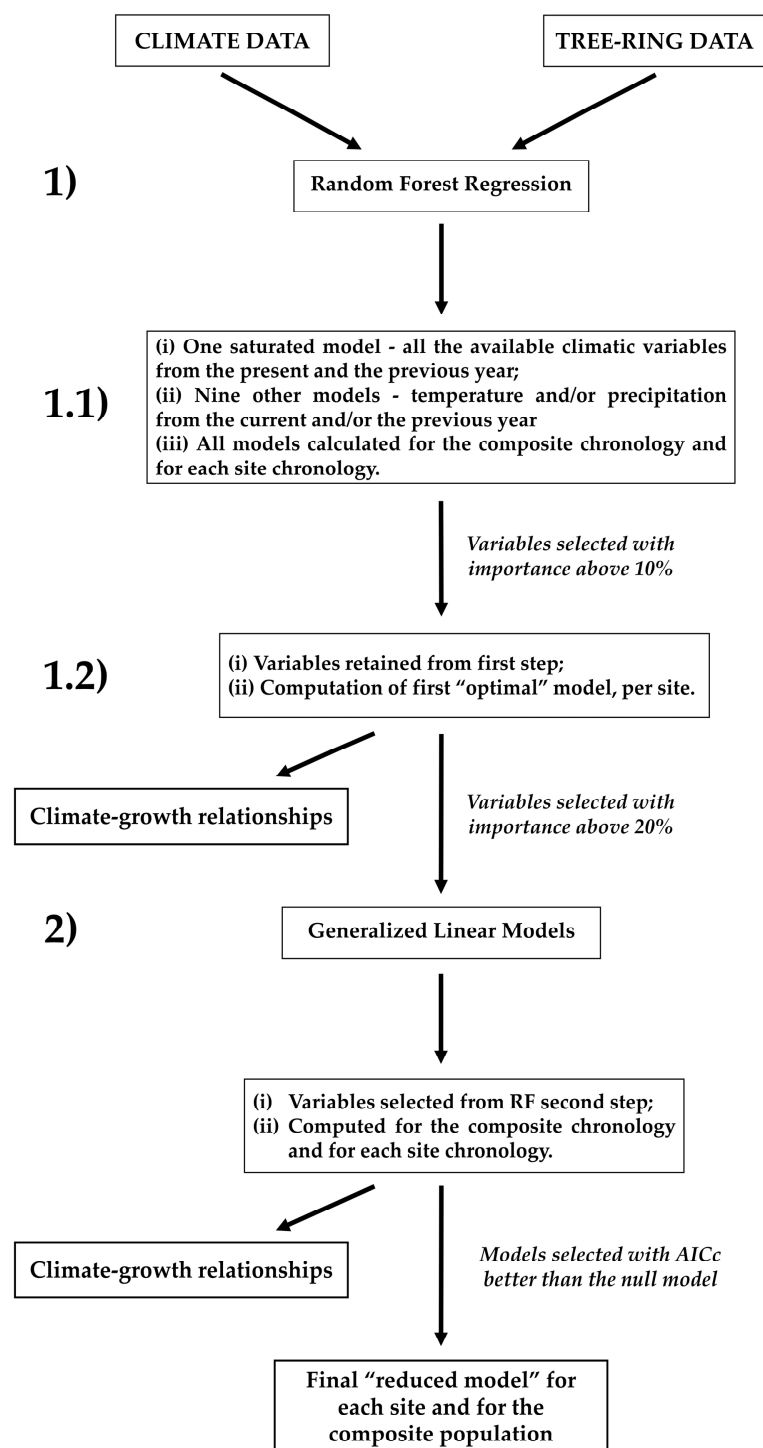 CLIMATE DATA
TREE-RING DATA
1)
Random Forest Regression
1.1)
(i) One saturated model - all the available climatic variables
from the present and the previous year;
(ii) Nine other models - temperature and/or precipitation
from the current and/or the previous year
(iii) All models calculated for the composite chronology and
for each site chronology.
Variables selected with
importance above 10%
1.2)
(i) Variables retained from first step;
(ii) Computation of first “optimal” model, per site.
Climate-growth relationships
Variables selected with
importance above 20%
2)
Generalized Linear Models
(i) Variables selected from RF second step;
(ii) Computed for the composite chronology
and for each site chronology.
Climate-growth relationships
Models selected with AICc
better than the null model
Final “reduced model” for
each site and for the
composite population